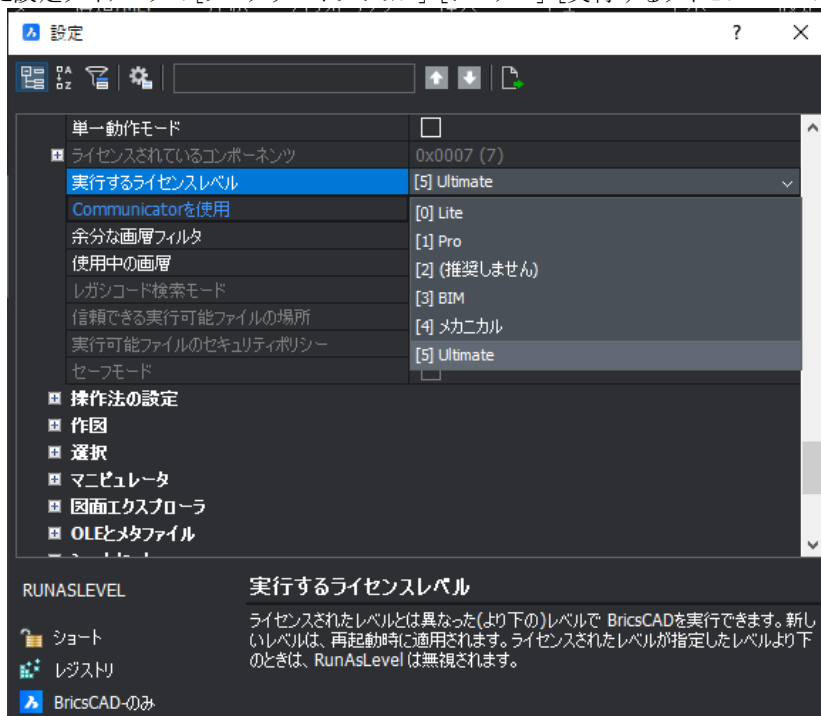 設定
?
単一動作モード
ライセンスされているコンポーネンツ 0x0007 (7)
実行するライセンスレベル [5] Ultimate
Communicatorを使用
[0] Lite
余分な画層フィルタ
[1] Pro
使用中の画層
[2] (推奨しません)
レガシコード検索モード
[3] BIM
信頼できる実行可能ファイルの場所
[4] メカニカル
実行可能ファイルのセキュリティポリシー
[5] Ultimate
セーフモード
操作法の設定
作図
選択
マニピュレータ
図面エクスプローラ
OLEとメタファイル
RUNASLEVEL
実行するライセンスレベル
ショート
レジストリ
BricsCAD-のみ
ライセンスされたレベルとは異なった(より下の)レベルで BricsCADを実行できます。新し
いレベルは、再起動時に適用されます。ライセンスされたレベルが指定したレベルより下
のときは、RunAsLevel は無視されます。